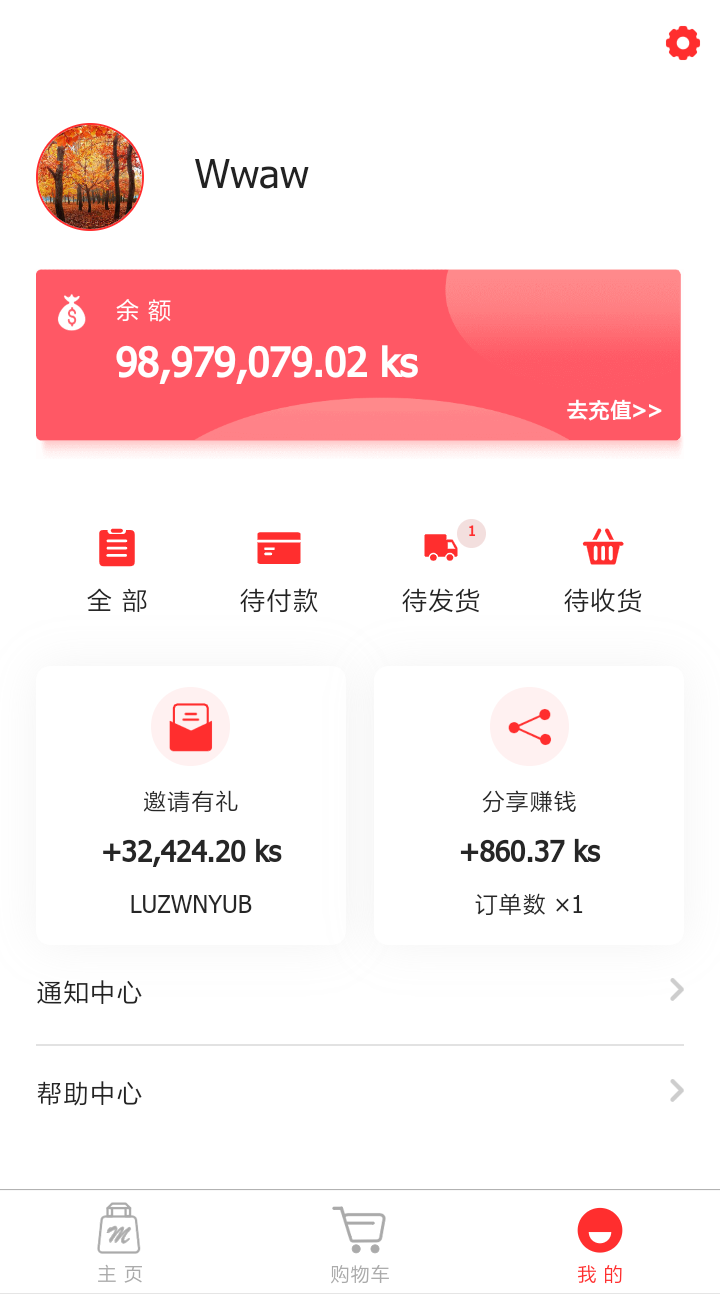 Wwaw
余 额
98,979,079.02 ks
去充值>>
1
全 部
待付款
待发货
待收货
邀请有礼
+32,424.20 ks
LUZWNYUB
分享赚钱
+860.37 ks
订单数 ×1
通知中心
帮助中心
M
主 页
购物车
我 的